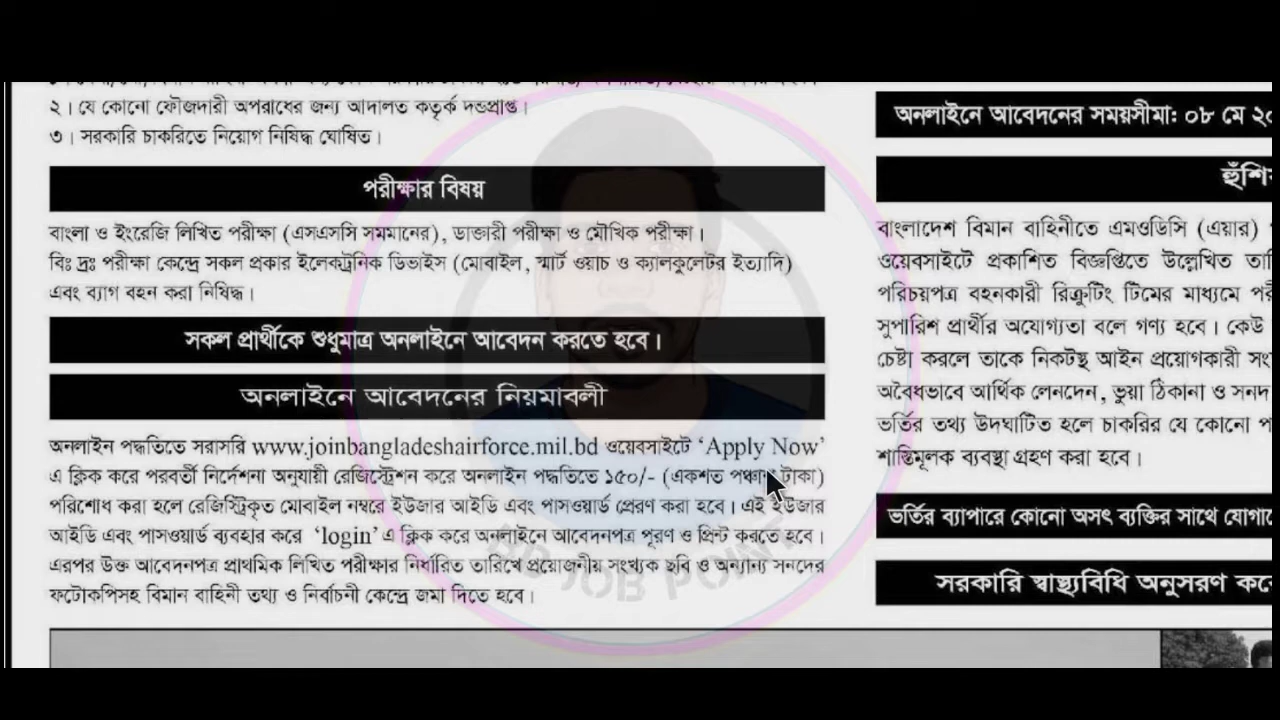 ২। যে কোনো ফৌজদারী অপরাধের জন্য আদালত কতৃর্ক দন্ডপ্রাপ্ত।
৩। সরকারি চাকরিতে নিয়োগ নিষিদ্ধ ঘোষিত।
পরীক্ষার বিষয়
বাংলা ও ইংরেজি লিখিত পরীক্ষা (এসএসসি সমমানের), ডাক্তারী পরীক্ষা ও মৌখিক পরীক্ষা।
বিঃ দ্রঃ পরীক্ষা কেন্দ্রে সকল প্রকার ইলেকট্রনিক ডিভাইস (মোবাইল, স্মার্ট ওয়াচ ও ক্যালকুলেটর ইত্যাদি)
এবং ব্যাগ বহন করা নিষিদ্ধ।
সকল প্রার্থীকে শুধুমাত্র অনলাইনে আবেদন করতে হবে।
অনলাইনে আবেদনের নিয়মাবলী
অনলাইন পদ্ধতিতে সরাসরি www.joinbangladeshairforce.mil.bd ওয়েবসাইটে ‘Apply Now’
এ ক্লিক করে পরবর্তী নির্দেশনা অনুযায়ী রেজিস্ট্রেশন করে অনলাইন পদ্ধতিতে ১৫০/- (একশত পঞ্চাশ টাকা)
পরিশোধ করা হলে রেজিস্ট্রিকৃত মোবাইল নম্বরে ইউজার আইডি এবং পাসওয়ার্ড প্রেরণ করা হবে। এই ইউজার
আইডি এবং পাসওয়ার্ড ব্যবহার করে ‘login’ এ ক্লিক করে অনলাইনে আবেদনপত্র পূরণ ও প্রিন্ট করতে হবে।
এরপর উক্ত আবেদনপত্র প্রাথমিক লিখিত পরীক্ষার নির্ধারিত তারিখে প্রয়োজনীয় সংখ্যক ছবি ও অন্যান্য সনদের
ফটোকপিসহ বিমান বাহিনী তথ্য ও নির্বাচনী কেন্দ্রে জমা দিতে হবে।
অনলাইনে আবেদনের সময়সীমা: ০৮ মে
বাংলাদেশ বিমান বাহিনীতে এমওডিসি (এয়ার)
ওয়েবসাইটে প্রকাশিত বিজ্ঞপ্তিতে উল্লেখিত
পরিচয়পত্র বহনকারী রিক্রুটিং টিমের মাধ্যমে
সুপারিশ প্রার্থীর অযোগ্যতা বলে গণ্য হবে। কেউ
চেষ্টা করলে তাকে নিকটস্থ আইন প্রয়োগকারী
অবৈধভাবে আর্থিক লেনদেন, ভুয়া ঠিকানা ও সনদ
ভর্তির তথ্য উদঘাটিত হলে চাকরির যে কোনো
শাস্তিমূলক ব্যবস্থা গ্রহণ করা হবে।
ভর্তির ব্যাপারে কোনো অসৎ ব্যক্তির সাথে
সরকারি স্বাস্থ্যবিধি অনুসরণ
BD JOB POINT